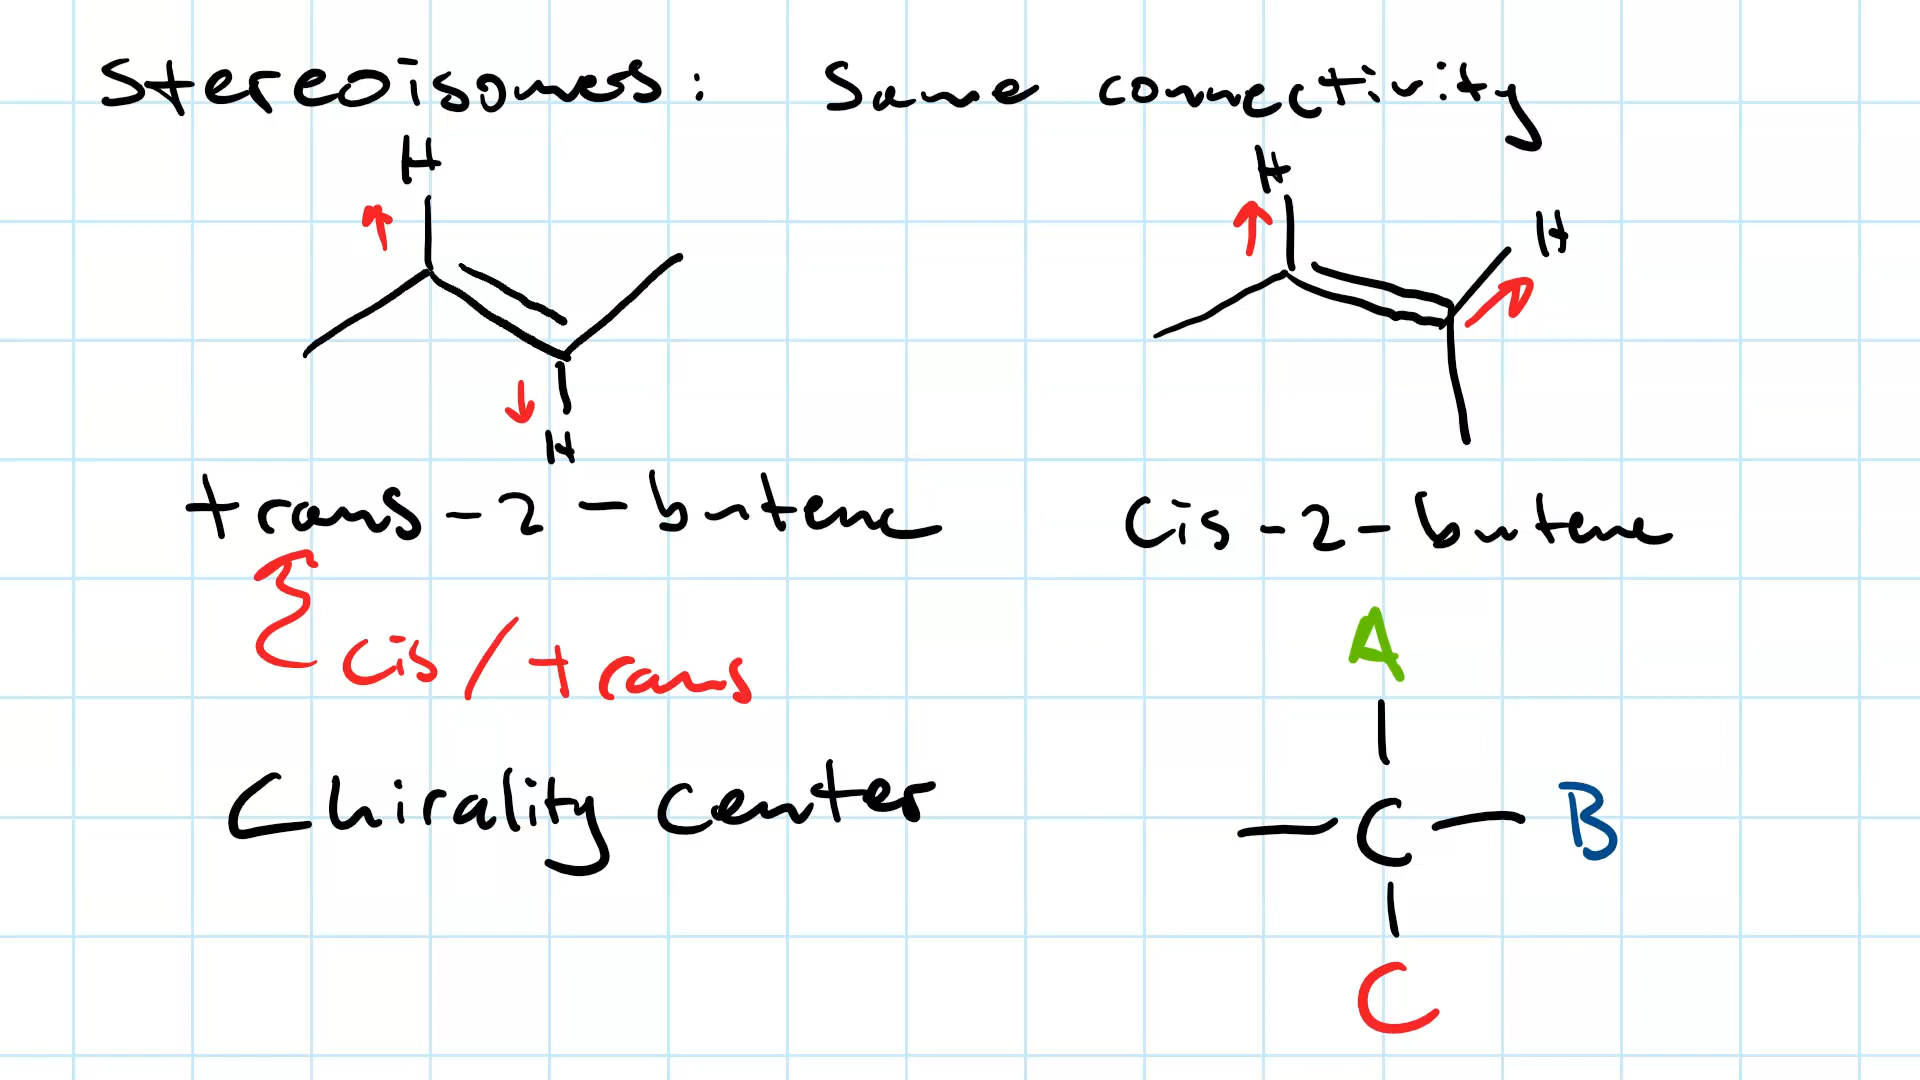 Stereoisomers: Same connectivity
H H
H
H
trans-2-butene cis-2-butene
cis/trans
A
Chirality center
C B
C